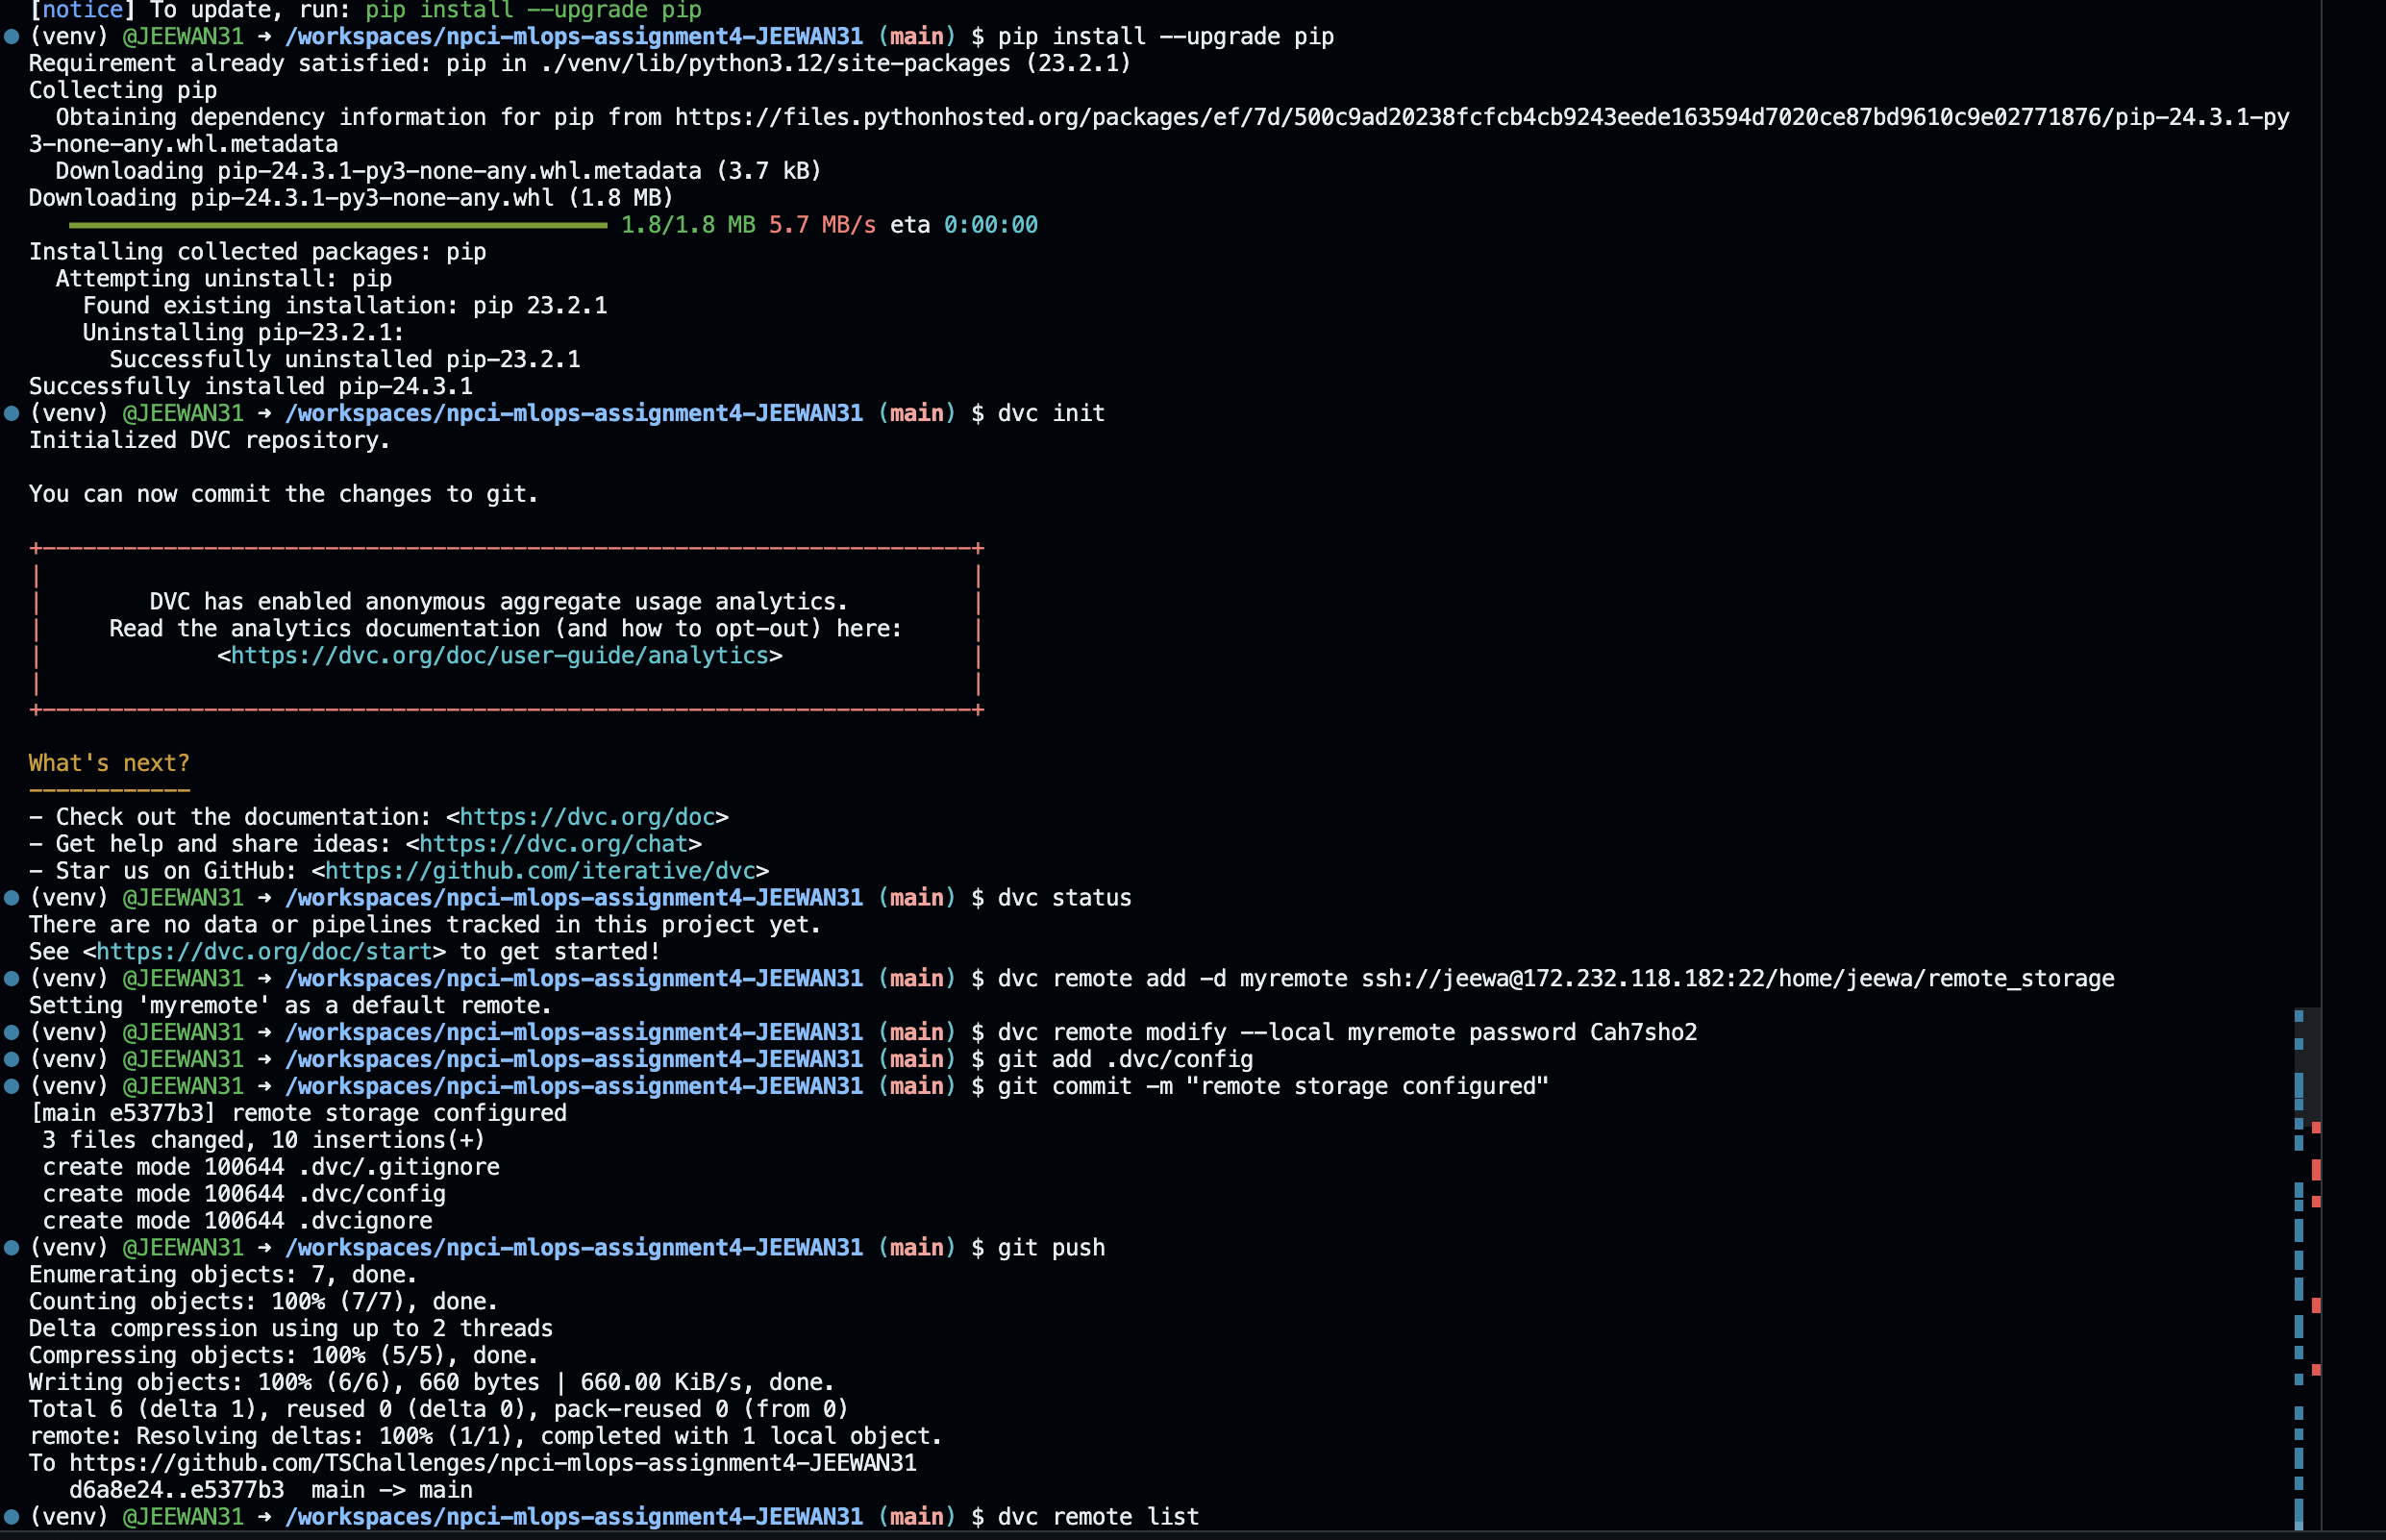 [notice] To update, run: pip install --upgrade pip
(venv) @JEEWAN31 ➜ /workspaces/npci-mlops-assignment4-JEEWAN31 (main) $ pip install --upgrade pip
Requirement already satisfied: pip in ./venv/lib/python3.12/site-packages (23.2.1)
Collecting pip
  Obtaining dependency information for pip from https://files.pythonhosted.org/packages/ef/7d/500c9ad20238fcfcb4cb9243eede163594d7020ce87bd9610c9e02771876/pip-24.3.1-py
3-none-any.whl.metadata
  Downloading pip-24.3.1-py3-none-any.whl.metadata (3.7 kB)
Downloading pip-24.3.1-py3-none-any.whl (1.8 MB)
   1.8/1.8 MB 5.7 MB/s eta 0:00:00
Installing collected packages: pip
  Attempting uninstall: pip
    Found existing installation: pip 23.2.1
    Uninstalling pip-23.2.1:
      Successfully uninstalled pip-23.2.1
Successfully installed pip-24.3.1
(venv) @JEEWAN31 ➜ /workspaces/npci-mlops-assignment4-JEEWAN31 (main) $ dvc init
Initialized DVC repository.
You can now commit the changes to git.
DVC has enabled anonymous aggregate usage analytics.
Read the analytics documentation (and how to opt-out) here:
<https://dvc.org/doc/user-guide/analytics>
What's next?
------------
- Check out the documentation: <https://dvc.org/doc>
- Get help and share ideas: <https://dvc.org/chat>
- Star us on GitHub: <https://github.com/iterative/dvc>
(venv) @JEEWAN31 ➜ /workspaces/npci-mlops-assignment4-JEEWAN31 (main) $ dvc status
There are no data or pipelines tracked in this project yet.
See <https://dvc.org/doc/start> to get started!
(venv) @JEEWAN31 ➜ /workspaces/npci-mlops-assignment4-JEEWAN31 (main) $ dvc remote add -d myremote ssh://jeewa@172.232.118.182:22/home/jeewa/remote_storage
Setting 'myremote' as a default remote.
(venv) @JEEWAN31 ➜ /workspaces/npci-mlops-assignment4-JEEWAN31 (main) $ dvc remote modify --local myremote password Cah7sho2
(venv) @JEEWAN31 ➜ /workspaces/npci-mlops-assignment4-JEEWAN31 (main) $ git add .dvc/config
(venv) @JEEWAN31 ➜ /workspaces/npci-mlops-assignment4-JEEWAN31 (main) $ git commit -m "remote storage configured"
[main e5377b3] remote storage configured
 3 files changed, 10 insertions(+)
 create mode 100644 .dvc/.gitignore
 create mode 100644 .dvc/config
 create mode 100644 .dvcignore
(venv) @JEEWAN31 ➜ /workspaces/npci-mlops-assignment4-JEEWAN31 (main) $ git push
Enumerating objects: 7, done.
Counting objects: 100% (7/7), done.
Delta compression using up to 2 threads
Compressing objects: 100% (5/5), done.
Writing objects: 100% (6/6), 660 bytes | 660.00 KiB/s, done.
Total 6 (delta 1), reused 0 (delta 0), pack-reused 0 (from 0)
remote: Resolving deltas: 100% (1/1), completed with 1 local object.
To https://github.com/TSChallenges/npci-mlops-assignment4-JEEWAN31
   d6a8e24..e5377b3  main -> main
(venv) @JEEWAN31 ➜ /workspaces/npci-mlops-assignment4-JEEWAN31 (main) $ dvc remote list